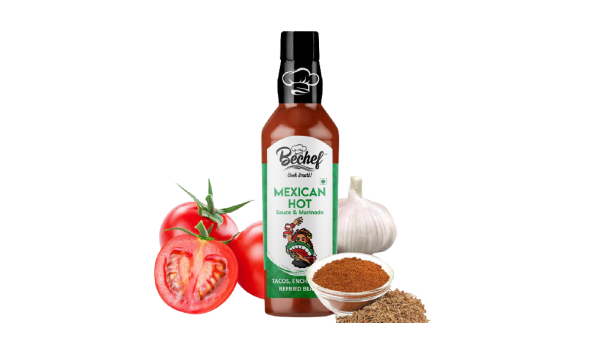 Bechef
Cook Smart!
MEXICAN
HOT
Sauce & Marinade
TACOS, ENCH
REFRIED BEA